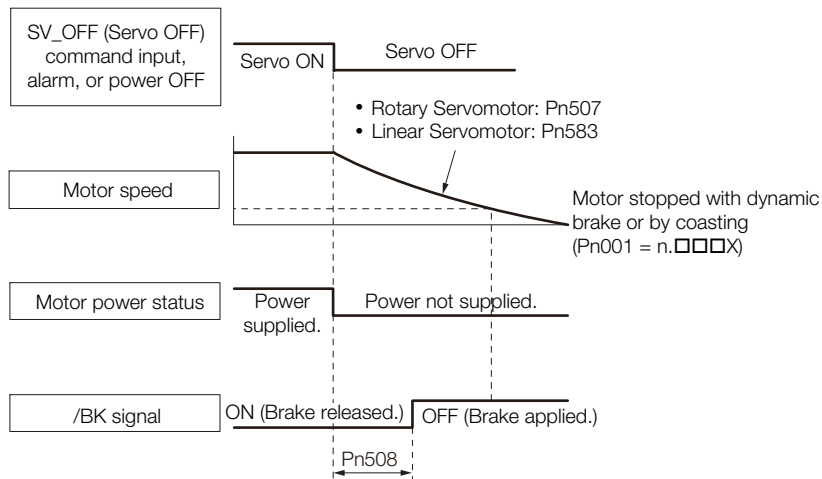 SV_OFF (Servo OFF)
command input,
alarm, or power OFF
Servo ON
Servo OFF
• Rotary Servomotor: Pn507
• Linear Servomotor: Pn583
Motor speed
Motor stopped with dynamic
brake or by coasting
(Pn001 = n.□□□X)
Motor power status
Power
supplied.
Power not supplied.
/BK signal
ON (Brake released.)
OFF (Brake applied.)
Pn508